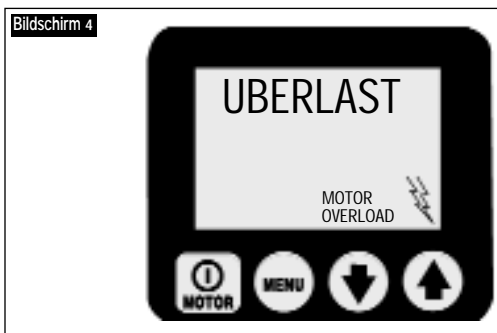 Bildschirm 4
UBERLAST
MOTOR
OVERLOAD
MOTOR
MENU